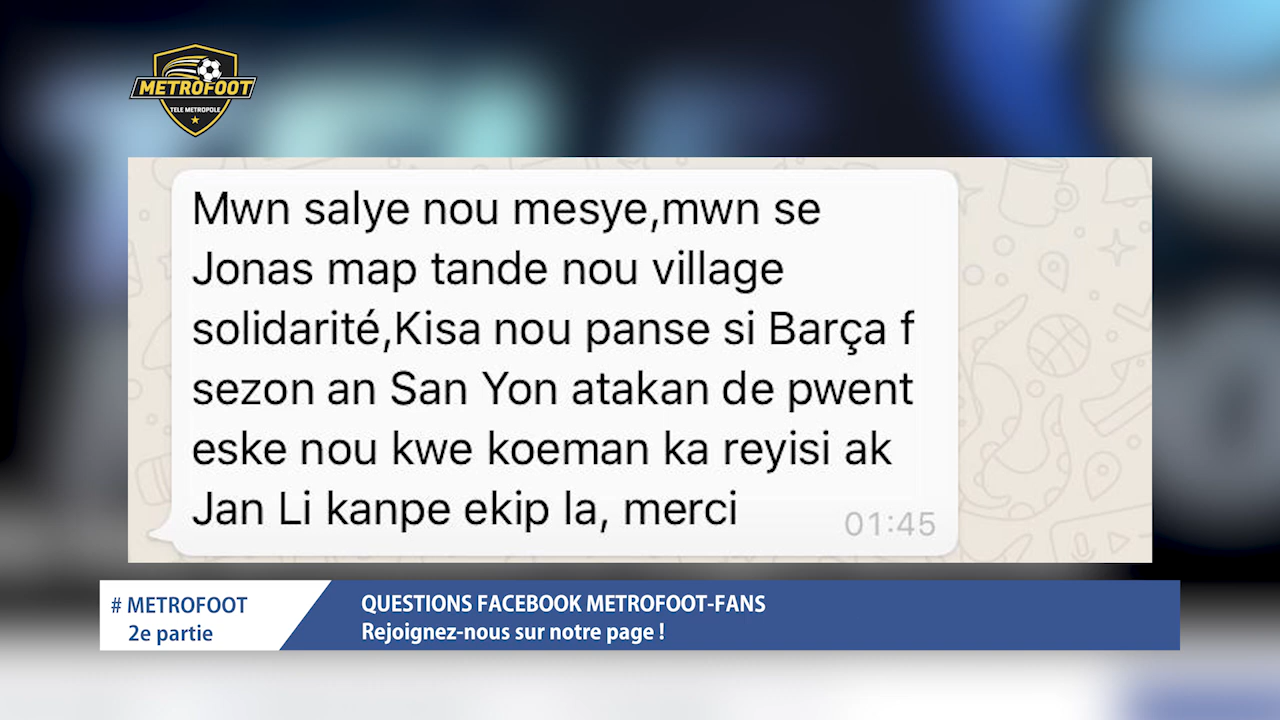 METROFOOT
TELE METROPOLE
Mwn salye nou mesye,mwn se
Jonas map tande nou village
solidarité,Kisa nou panse si Barça f
sezon an San Yon atakan de pwent
eske nou kwe koeman ka reyisi ak
Jan Li kanpe ekip la, merci
01:45
# METROFOOT
2e partie
QUESTIONS FACEBOOK METROFOOT-FANS
Rejoignez-nous sur notre page !